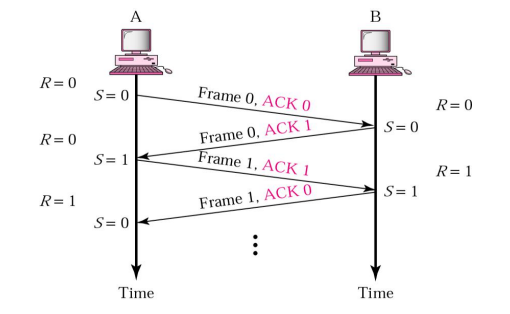 A B
R = 0
S = 0
Frame 0, ACK 0
R = 0
R = 0
Frame 0, ACK 1
S = 0
S = 1
Frame 1, ACK 1
R = 1
R = 1
Frame 1, ACK 0
S = 1
S = 0
Time Time